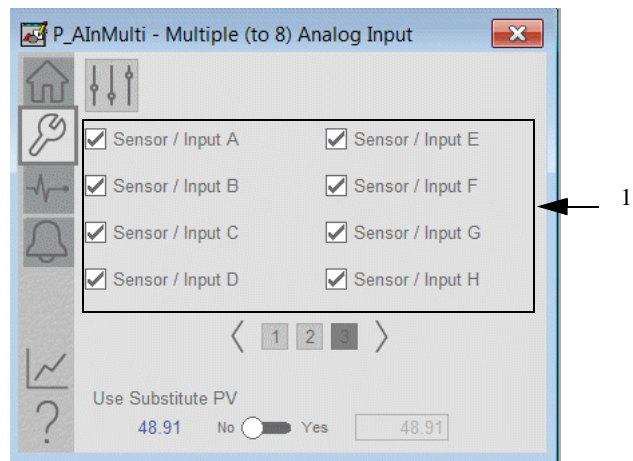 P_AInMulti - Multiple (to 8) Analog Input
Sensor / Input A
Sensor / Input E
Sensor / Input B
Sensor / Input F
Sensor / Input C
Sensor / Input G
Sensor / Input D
Sensor / Input H
1
1 2 3
Use Substitute PV
48.91 No Yes 48.91
?